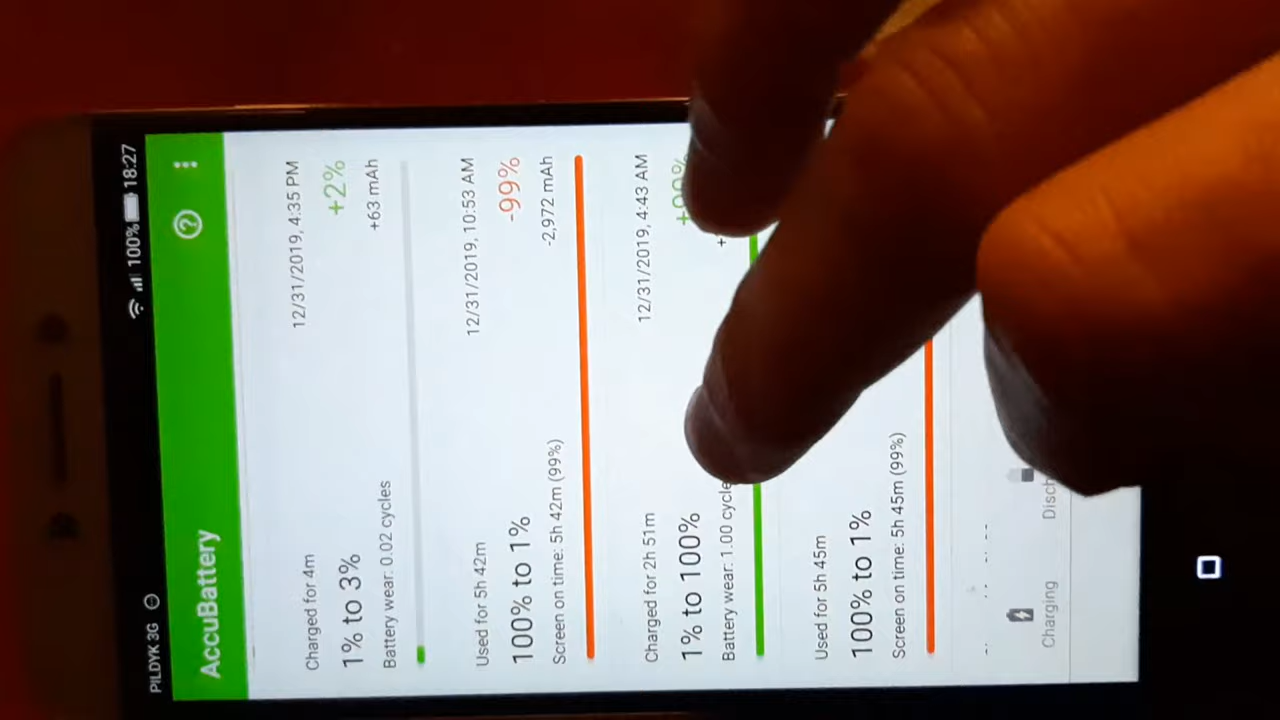 PILDYK 3G 100% 18:27
AccuBattery
Charged for 4m 12/31/2019, 4:35 PM
1% to 3% +2%
Battery wear: 0.02 cycles +63 mAh
Used for 5h 42m 12/31/2019, 10:53 AM
100% to 1% -99%
Screen on time: 5h 42m (99%) -2,972 mAh
Charged for 2h 51m 12/31/2019, 4:43 AM
1% to 100%
Battery wear: 1.00 cycle
Used for 5h 45m
100% to 1%
Screen on time: 5h 45m (99%)
Charging Disch